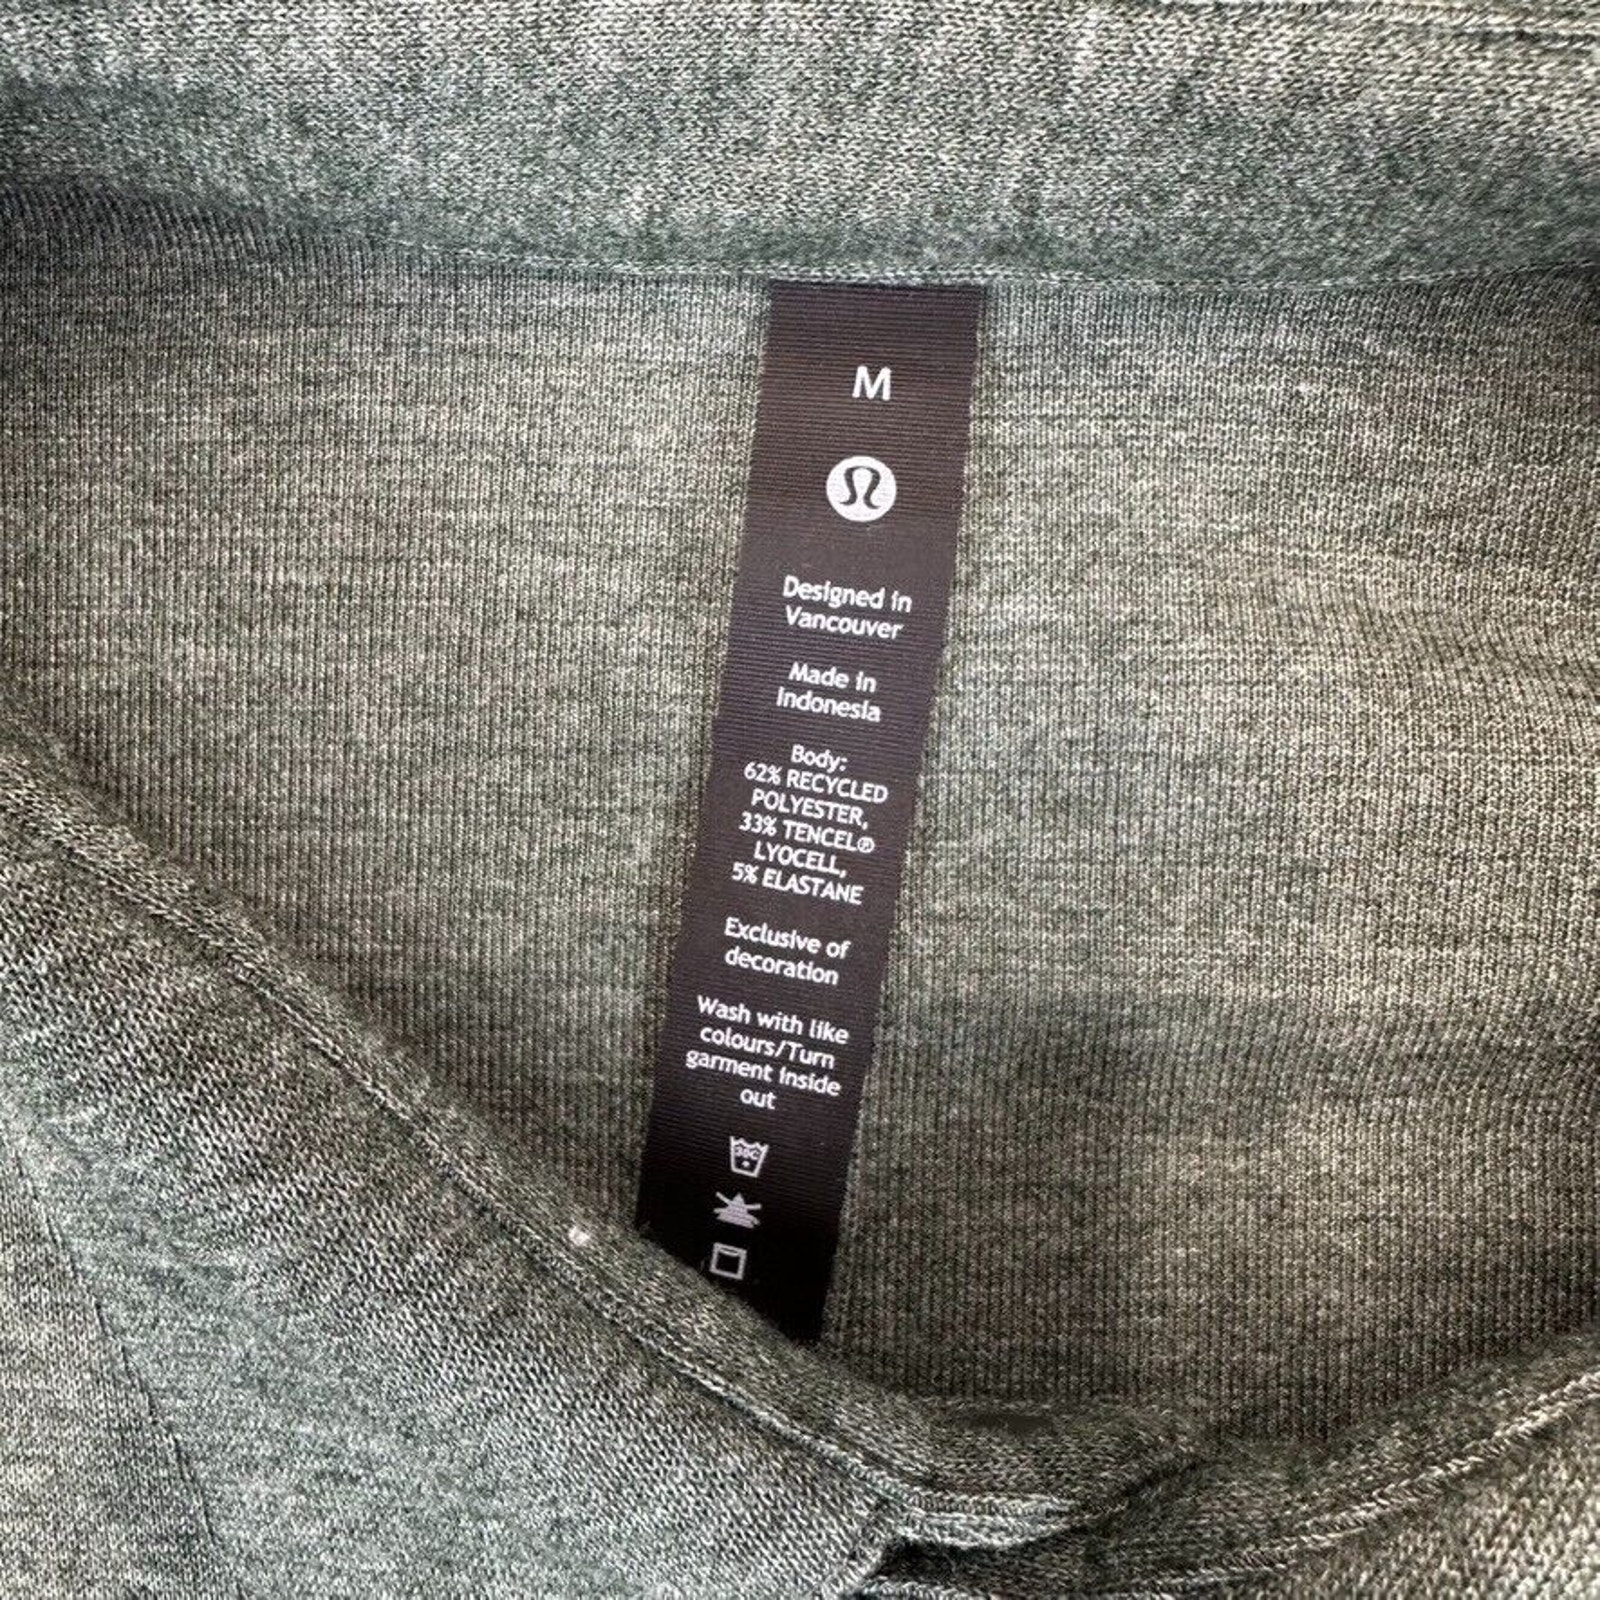 M
Designed in
Vancouver
Made in
Indonesia
Body:
62% RECYCLED
POLYESTER,
33% TENCEL®
LYOCELL,
5% ELASTANE
Exclusive of
decoration
Wash with like
colours/Turn
garment inside
out
30C